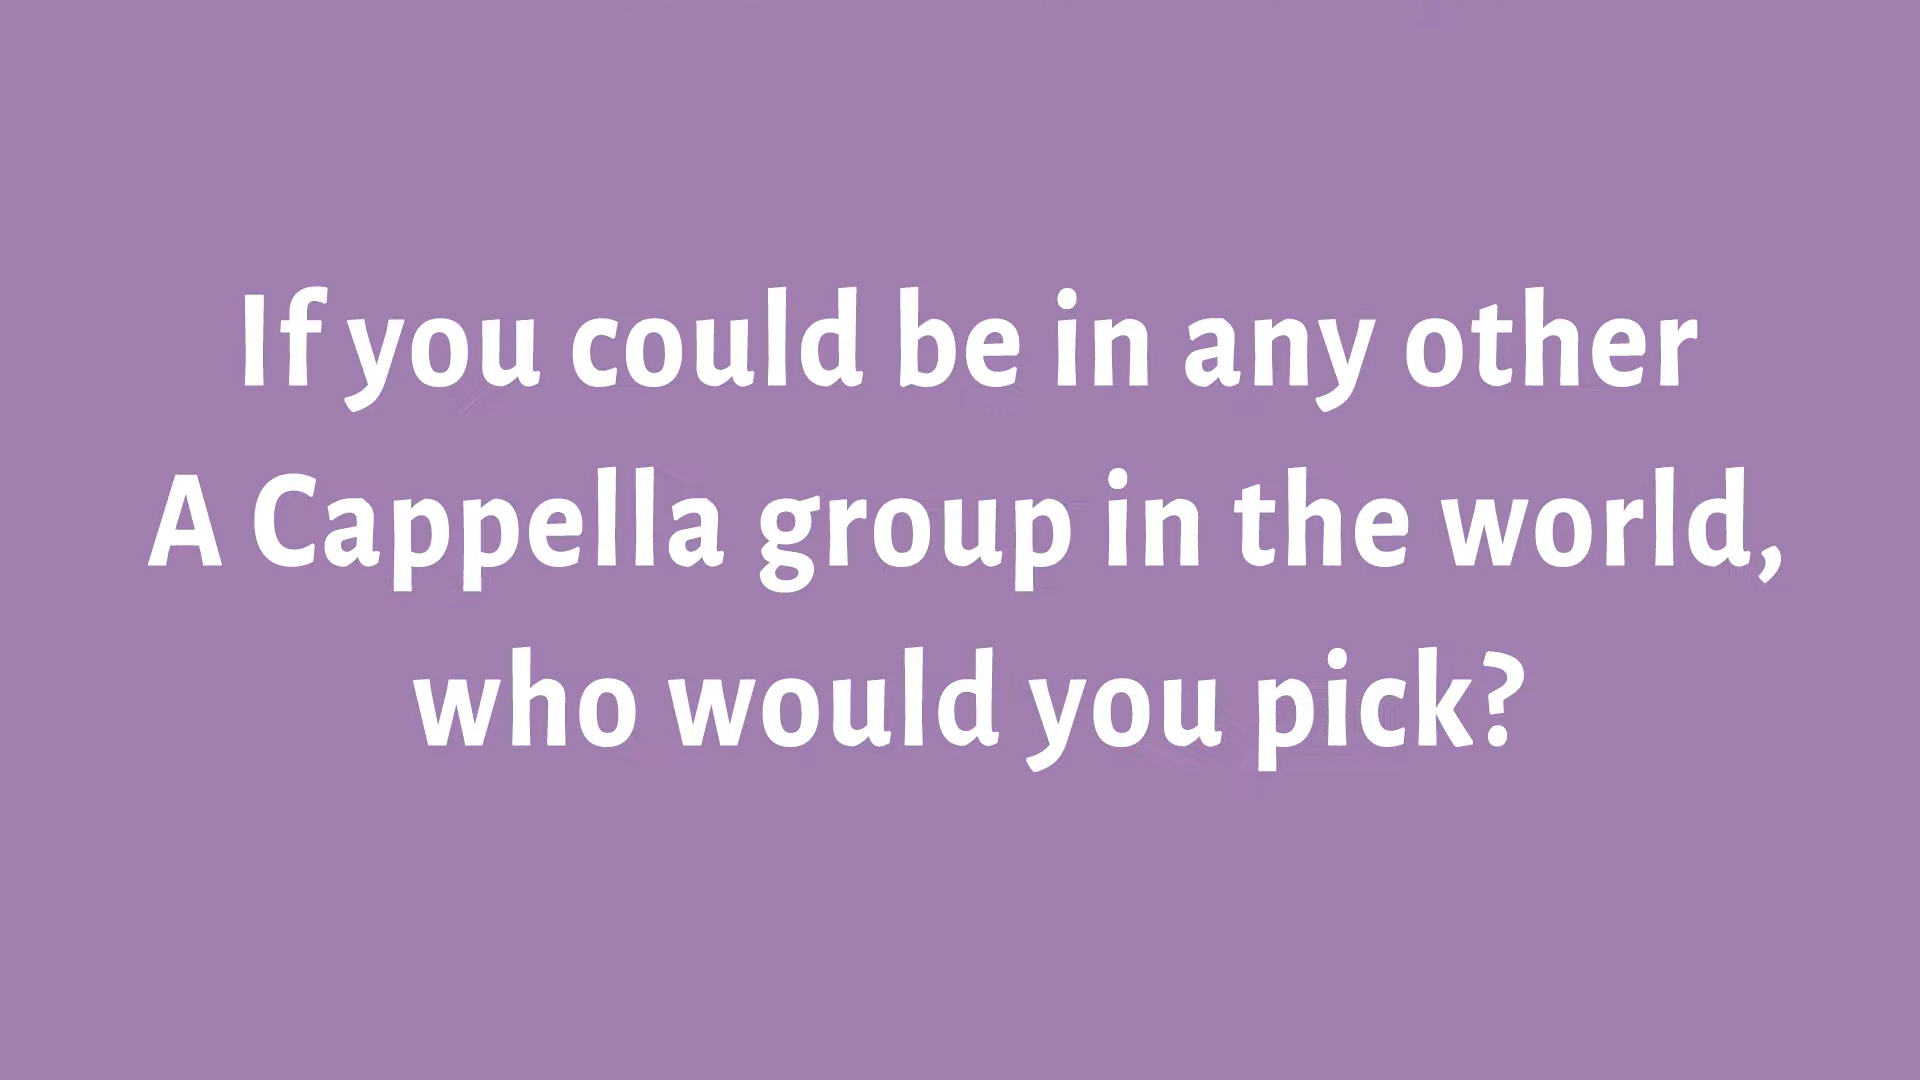 If you could be in any other
A Cappella group in the world,
who would you pick?